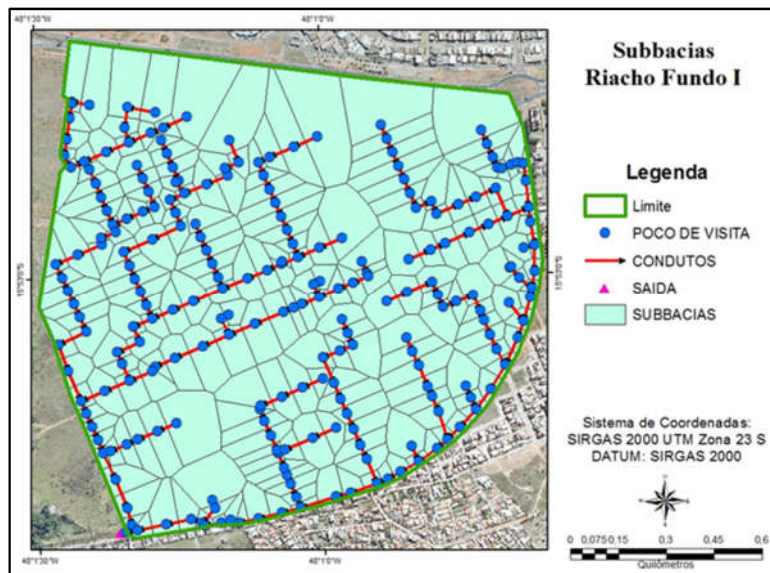 48°1'30"W
48°1'0"W
Subbacias
Riacho Fundo I
Legenda
Limite
POCO DE VISITA
CONDUTOS
SAIDA
SUBBACIAS
15°53'0"S
15°53'0"S
Sistema de Coordenadas:
SIRGAS 2000 UTM Zona 23 S
DATUM: SIRGAS 2000
N
0 0,075 0,15 0,3 0,45 0,6
Quilômetros
48°1'30"W
48°1'0"W